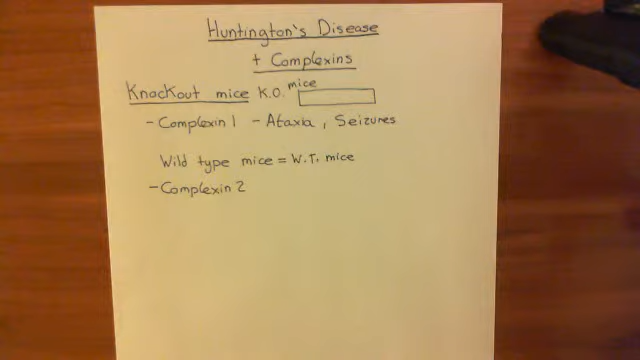 Huntington's Disease
+ Complexins
Knockout mice K.O. mice
- Complexin 1 - Ataxia, Seizures
Wild type mice = W.T. mice
- Complexin 2